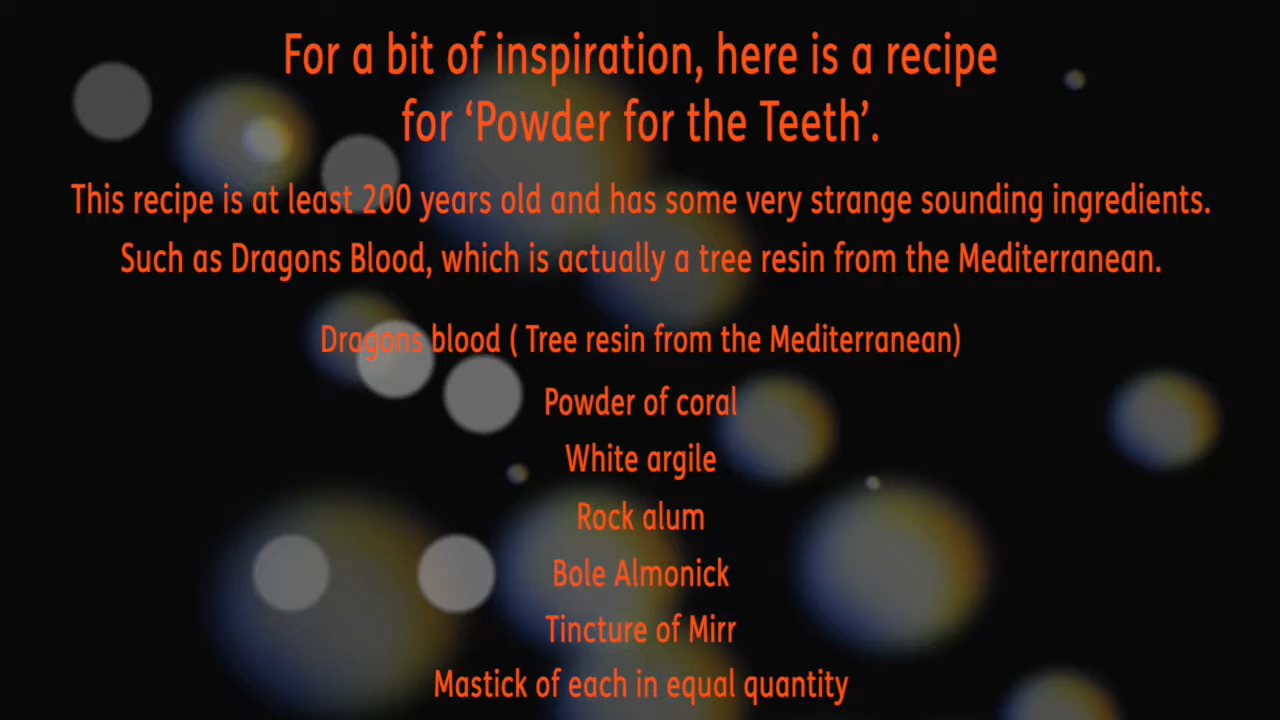 For a bit of inspiration, here is a recipe
for ‘Powder for the Teeth’.
This recipe is at least 200 years old and has some very strange sounding ingredients.
Such as Dragons Blood, which is actually a tree resin from the Mediterranean.
Dragons blood ( Tree resin from the Mediterranean)
Powder of coral
White argile
Rock alum
Bole Almonick
Tincture of Mirr
Mastick of each in equal quantity